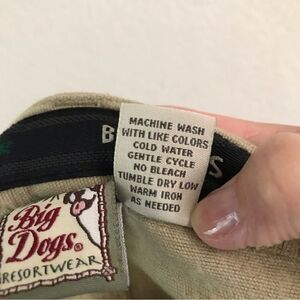 MACHINE WASH
WITH LIKE COLORS
COLD WATER
GENTLE CYCLE
NO BLEACH
TUMBLE DRY LOW
WARM IRON
AS NEEDED
B
S
Big
Dogs®
RESORTWEAR